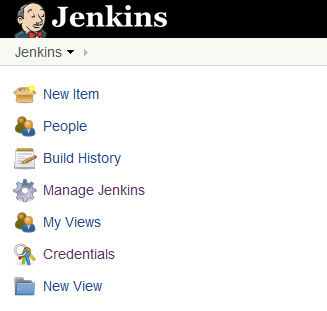 Jenkins
Jenkins
New Item
People
Build History
Manage Jenkins
My Views
Credentials
New View